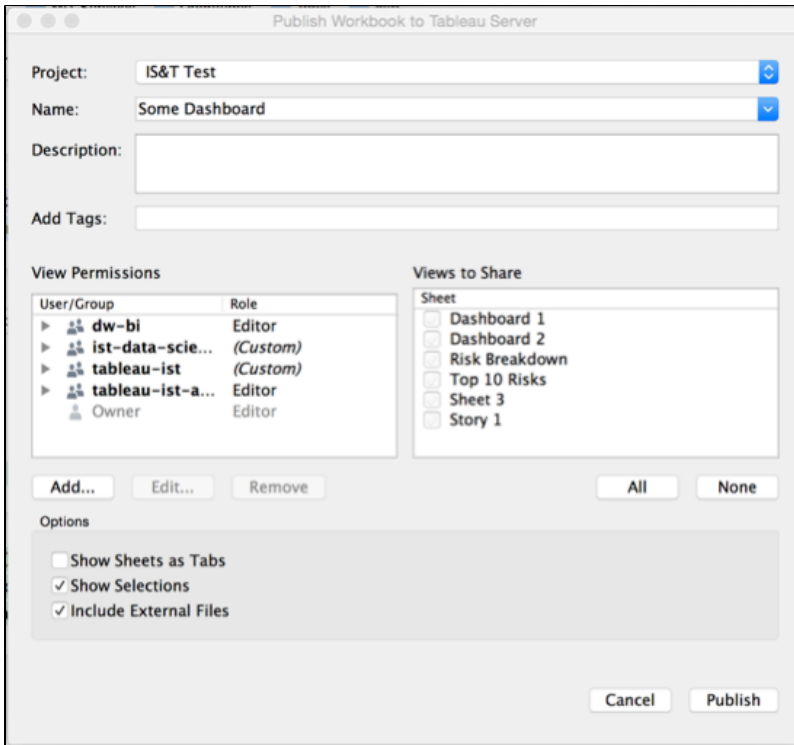 Publish Workbook to Tableau Server
Project: IS&T Test
Name: Some Dashboard
Description:
Add Tags:
View Permissions
User/Group Role
dw-bi Editor
ist-data-scie... (Custom)
tableau-ist (Custom)
tableau-ist-a... Editor
Owner Editor
Views to Share
Sheet
Dashboard 1
Dashboard 2
Risk Breakdown
Top 10 Risks
Sheet 3
Story 1
Add... Edit... Remove
All None
Options
Show Sheets as Tabs
Show Selections
Include External Files
Cancel Publish